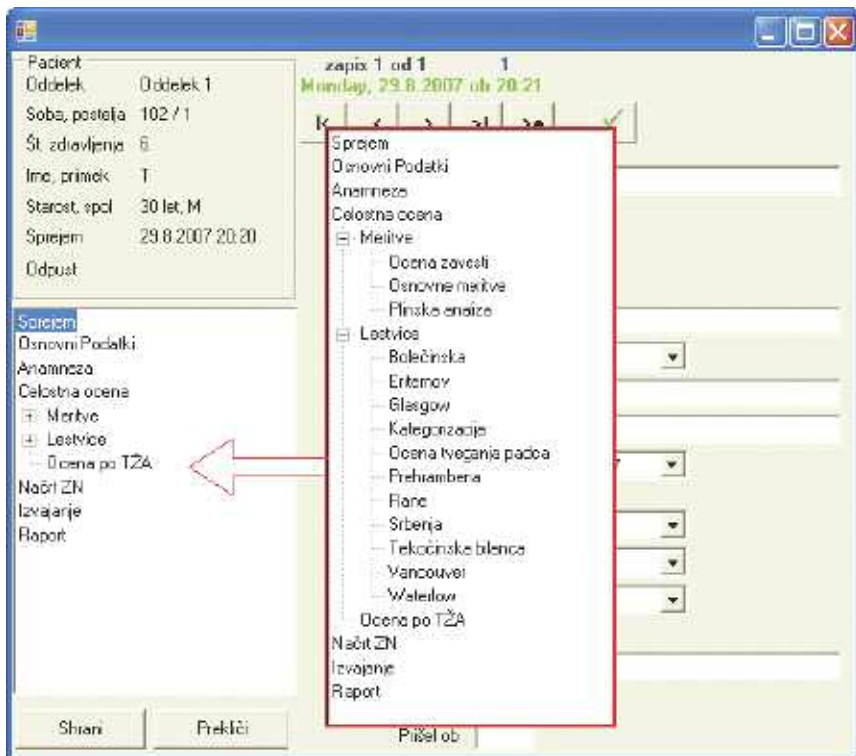 Pacient
Oddelek Oddelek 1
Soba, postelja 102 / 1
Št. zdravljenja 6
Ime, priimek T
Starost, spol 30 let, M
Sprejem 29.8.2007 20:20
Odpust
zapis 1 od 1 1
Monday, 29.8.2007 ob 20:21
|< < > >| >*
Sprejem
Osnovni Podatki
Anamneza
Celostna ocena
Meritve
Lestvice
Ocena po TŽA
Načrt ZN
Izvajanje
Raport
Shrani Prekliči
Sprejem
Osnovni Podatki
Anamneza
Celostna ocena
Meritve
Ocena zavesti
Osnovne meritve
Plinska analiza
Lestvice
Bolečinska
Eritemov
Glasgow
Kategorizacija
Ocena tveganja padca
Prehrambena
Rane
Srbenja
Tekočinska bilanca
Vancouver
Waterlow
Ocena po TŽA
Načrt ZN
Izvajanje
Raport
Prišel ob